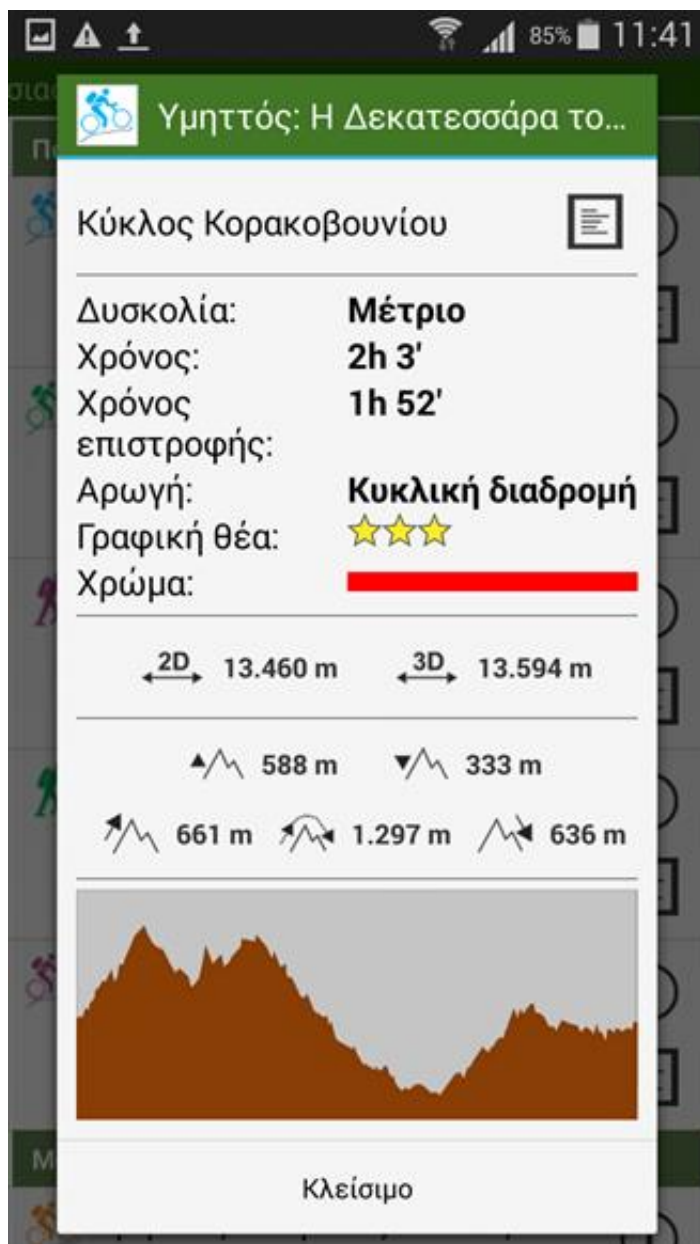 85% 11:41
Υμηττός: Η Δεκατεσσάρα το...
Κύκλος Κορακοβουνίου
Δυσκολία: Μέτριο
Χρόνος: 2h 3'
Χρόνος 1h 52'
επιστροφής:
Αρωγή: Κυκλική διαδρομή
Γραφική θέα:
Χρώμα:
2D 13.460 m 3D 13.594 m
588 m 333 m
661 m 1.297 m 636 m
Κλείσιμο